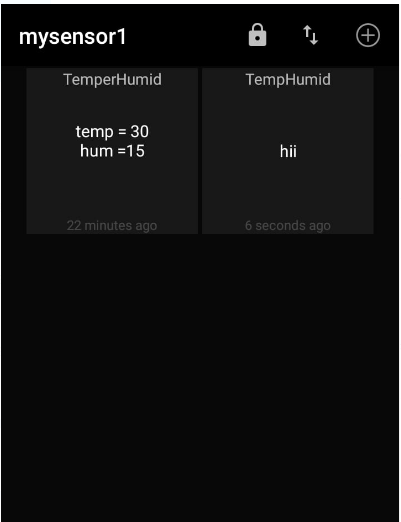 mysensor1
TemperHumid
temp = 30
hum =15
22 minutes ago
TempHumid
hii
6 seconds ago